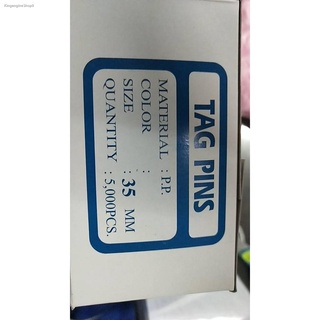 TAG PINS
MATERIAL : P.P.
COLOR :
SIZE : 35 MM
QUANTITY : 5,000PCS.